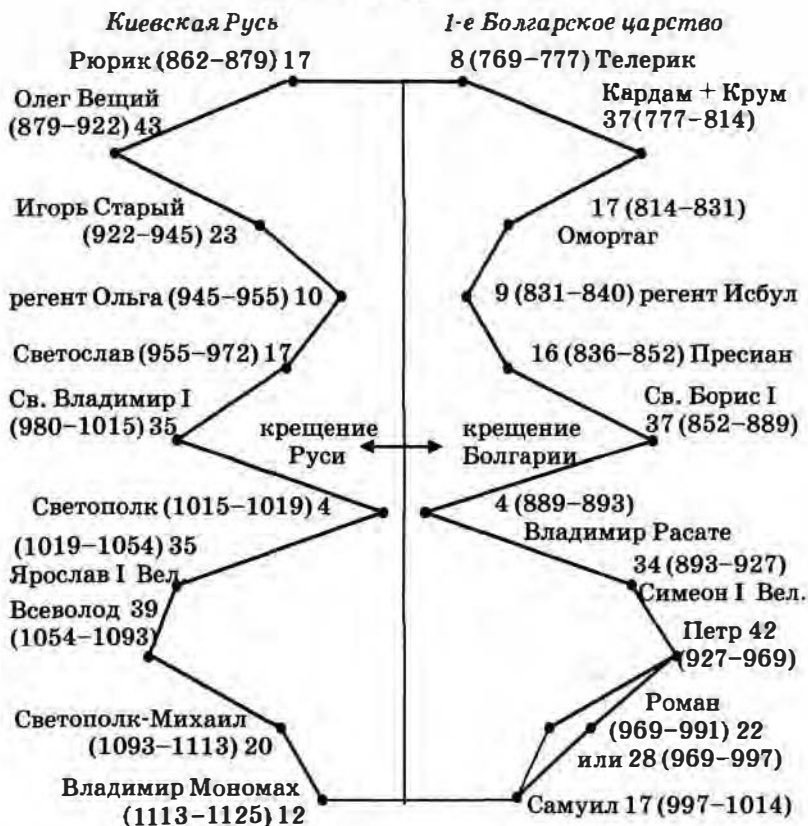 Киевская Русь
1-е Болгарское царство
Рюрик (862–879) 17
8 (769–777) Телерик
Олег Вещий
(879–922) 43
Кардам + Крум
37 (777–814)
Игорь Старый
(922–945) 23
17 (814–831)
Омортаг
регент Ольга (945–955) 10
9 (831–840) регент Исбул
Светослав (955–972) 17
16 (836–852) Пресиан
Св. Владимир I
(980–1015) 35
Св. Борис I
37 (852–889)
крещение
Руси
крещение
Болгарии
Светополк (1015–1019) 4
4 (889–893)
Владимир Расате
(1019–1054) 35
Ярослав I Вел.
34 (893–927)
Симеон I Вел.
Всеволод 39
(1054–1093)
Петр 42
(927–969)
Светополк-Михаил
(1093–1113) 20
Роман
(969–991) 22
или 28 (969–997)
Владимир Мономах
(1113–1125) 12
Самуил 17 (997–1014)